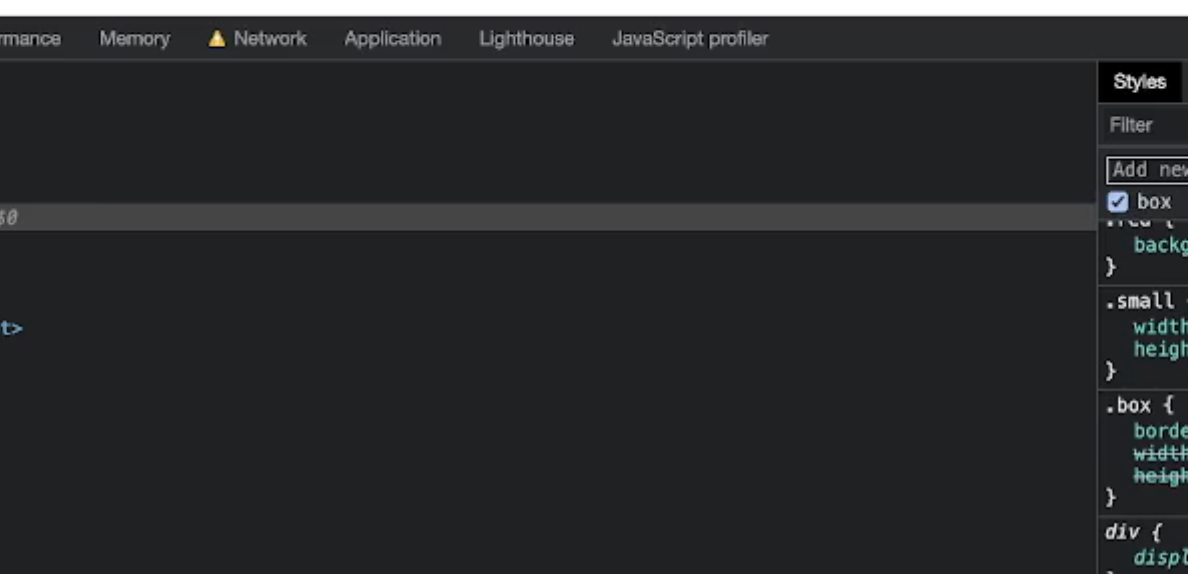 rmance Memory Network Application Lighthouse JavaScript profiler
Styles
Filter
Add new
$0
box
.red {
backg
}
t>
.small {
width
heigh
}
.box {
borde
width
heigh
}
div {
displ